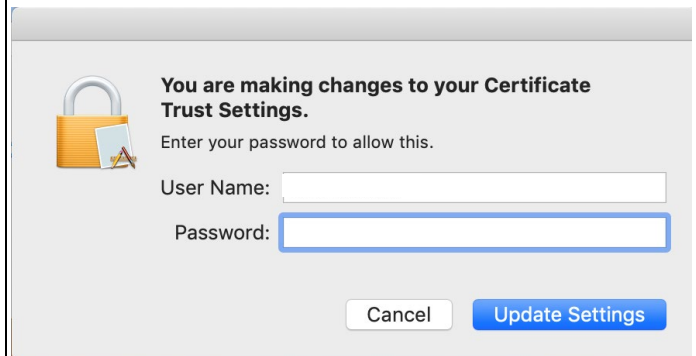 You are making changes to your Certificate
Trust Settings.
Enter your password to allow this.
User Name:
Password:
Cancel
Update Settings